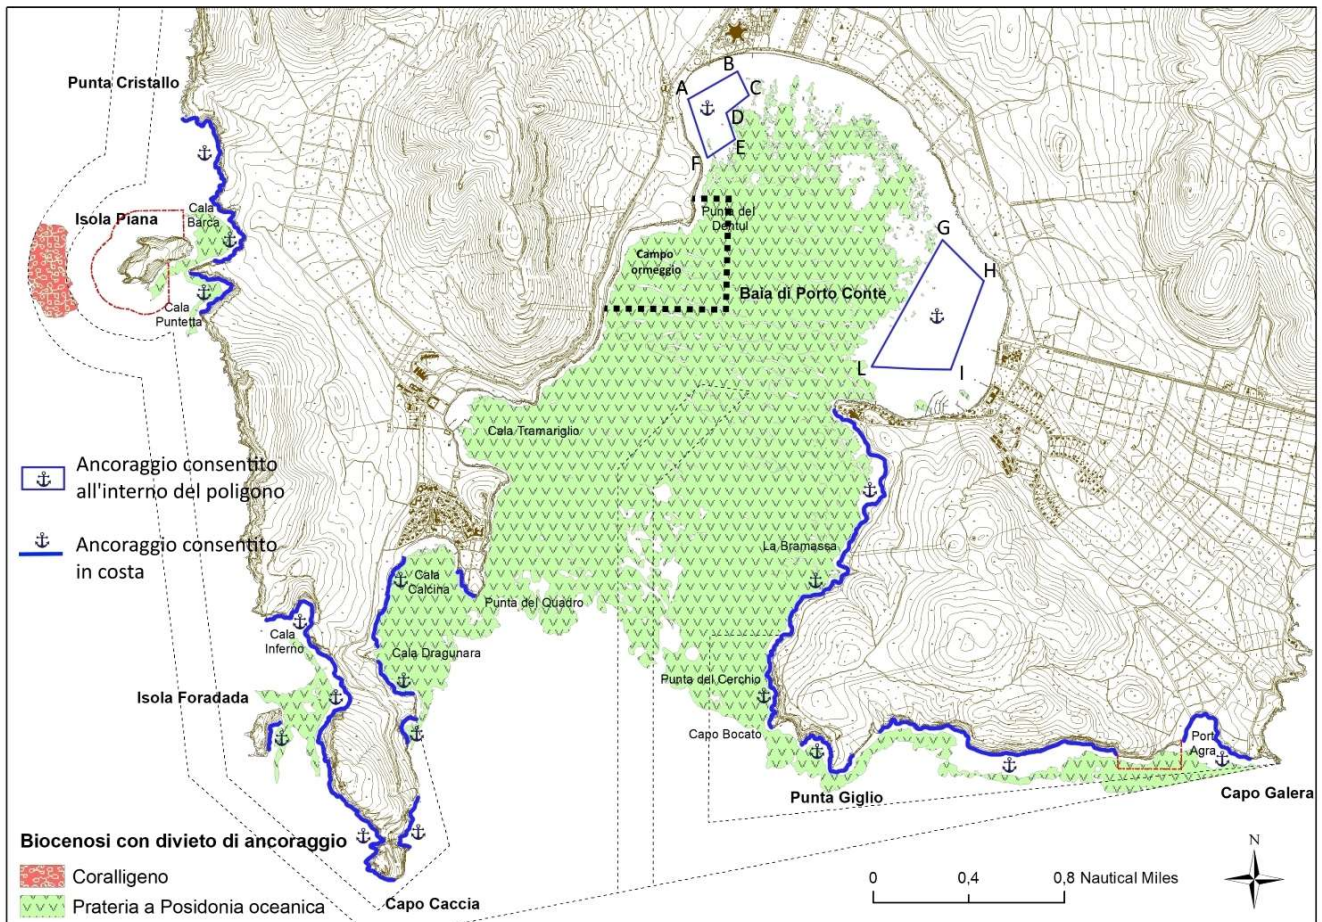 Punta Cristallo
B
A
C
D
E
F
Cala
Barca
Isola Piana
Punta del
Dentul
G
Campo
ormeggio
H
Baia di Porto Conte
Cala
Puntetta
L
I
Cala Tramariglio
Ancoraggio consentito
all'interno del poligono
Ancoraggio consentito
in costa
La Bramassa
Cala
Calcina
Punta del Quadro
Cala
Inferno
Cala Dragunara
Punta del Cerchio
Isola Foradada
Capo Bocato
Port
Agra
Punta Giglio
Capo Galera
Biocenosi con divieto di ancoraggio
Coralligeno
Prateria a Posidonia oceanica
Capo Caccia
N
0 0,4 0,8 Nautical Miles